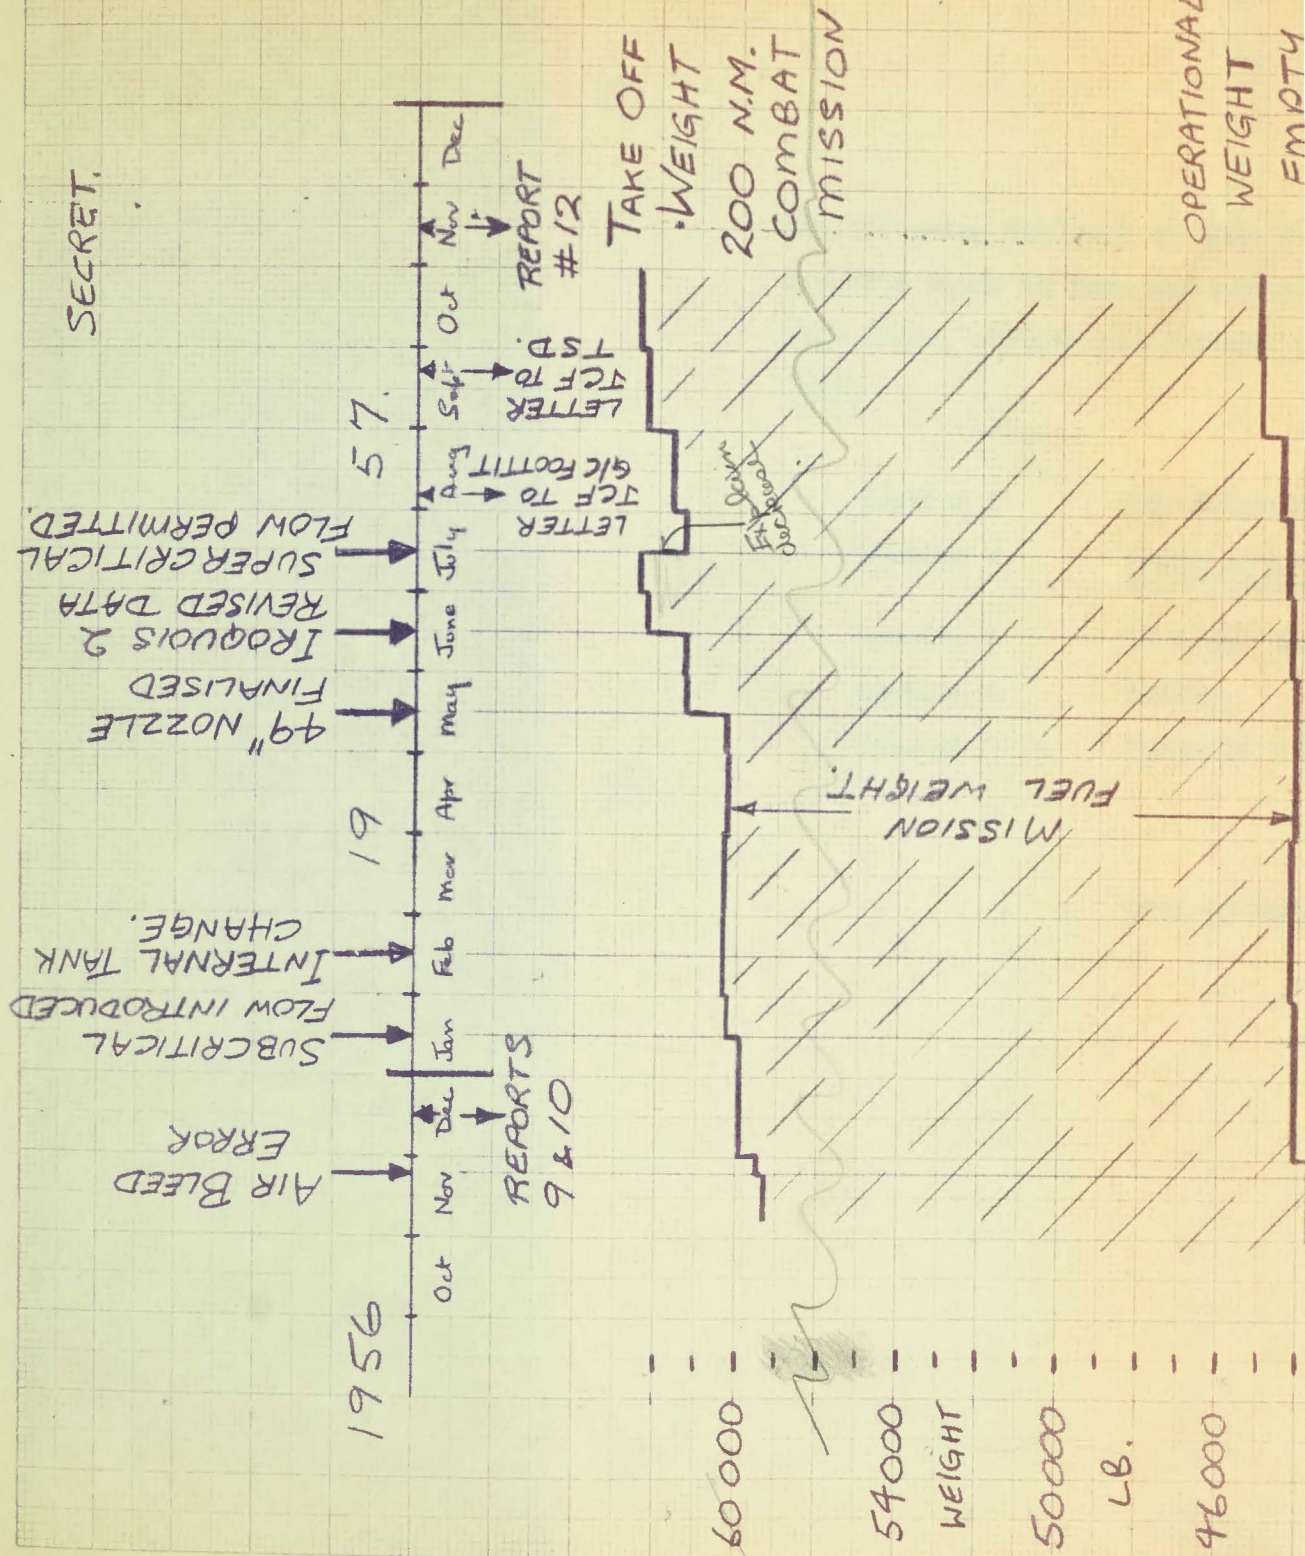 SECRET.
1956
19
57.
AIR BLEED
ERROR
SUBCRITICAL
FLOW INTRODUCED
INTERNAL TANK
CHANGE.
49" NOZZLE
FINALISED
IROQUOIS 2
REVISED DATA
SUPERCRITICAL
FLOW PERMITTED.
Oct
Nov
Dec
Jan
Feb
Mar
Apr
May
June
July
Aug
Sept
Oct
Nov
Dec
REPORTS
9 & 10
LETTER
JCF TO
G/C FOOTTIT
LETTER
JCF TO
TSD.
REPORT
#12
TAKE OFF
WEIGHT
200 N.M.
COMBAT
MISSION
Explain
decrease
MISSION
FUEL WEIGHT.
OPERATIONAL
WEIGHT
EMPTY
60000
54000
WEIGHT
50000
LB.
46000